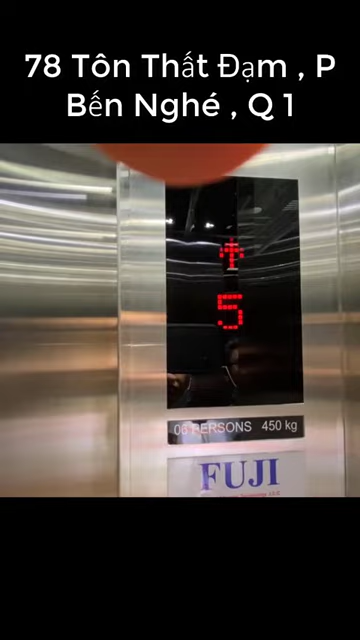 78 Tôn Thất Đạm , P
Bến Nghé , Q 1
5
06 PERSONS 450 kg
FUJI